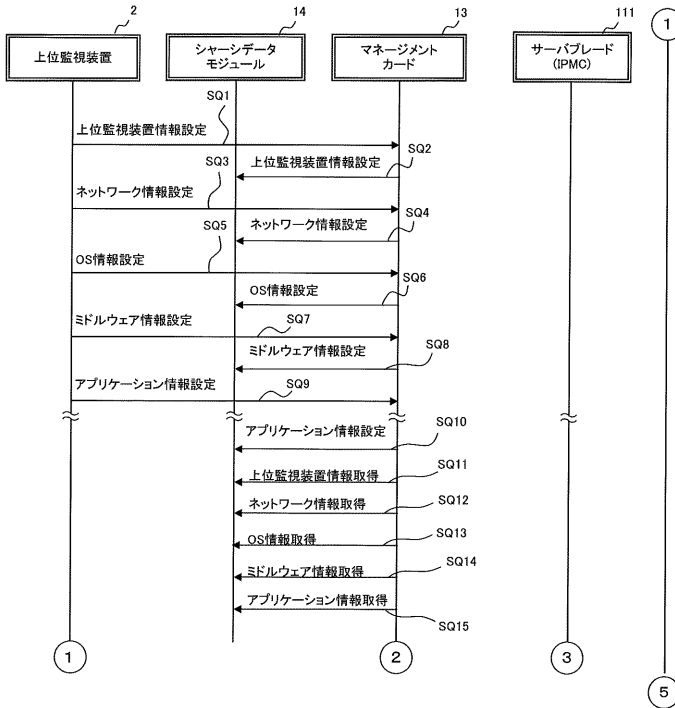 2
14
13
111
1
上位監視装置
シャーシデータ
モジュール
マネージメント
カード
サーバブレード
(IPMC)
SQ1
上位監視装置情報設定
SQ2
上位監視装置情報設定
SQ3
ネットワーク情報設定
SQ4
ネットワーク情報設定
SQ5
OS情報設定
SQ6
OS情報設定
SQ7
ミドルウェア情報設定
SQ8
ミドルウェア情報設定
SQ9
アプリケーション情報設定
SQ10
アプリケーション情報設定
SQ11
上位監視装置情報取得
SQ12
ネットワーク情報取得
SQ13
OS情報取得
SQ14
ミドルウェア情報取得
アプリケーション情報取得
SQ15
1
2
3
5